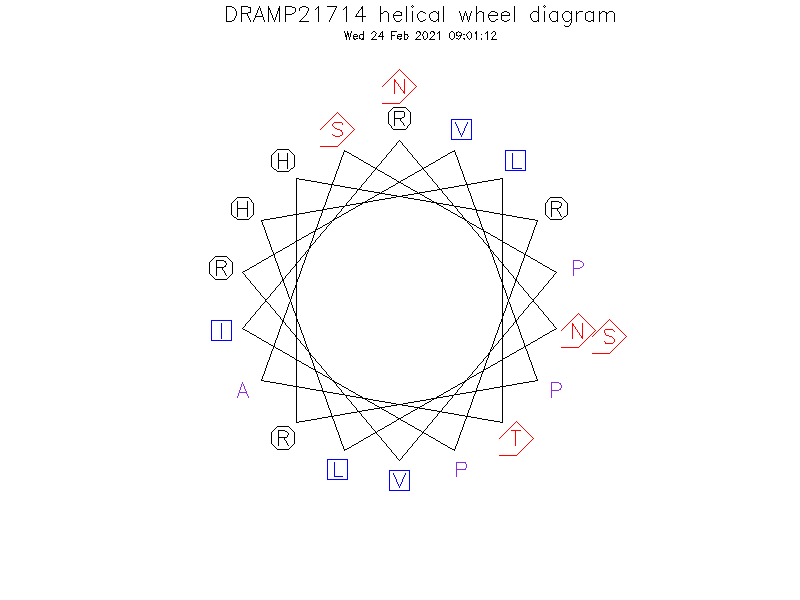 DRAMP21714 helical wheel diagram
Wed 24 Feb 2021 09:01:12
N
S R V
H L
H R
R P
I N S
A P
R T
L V P